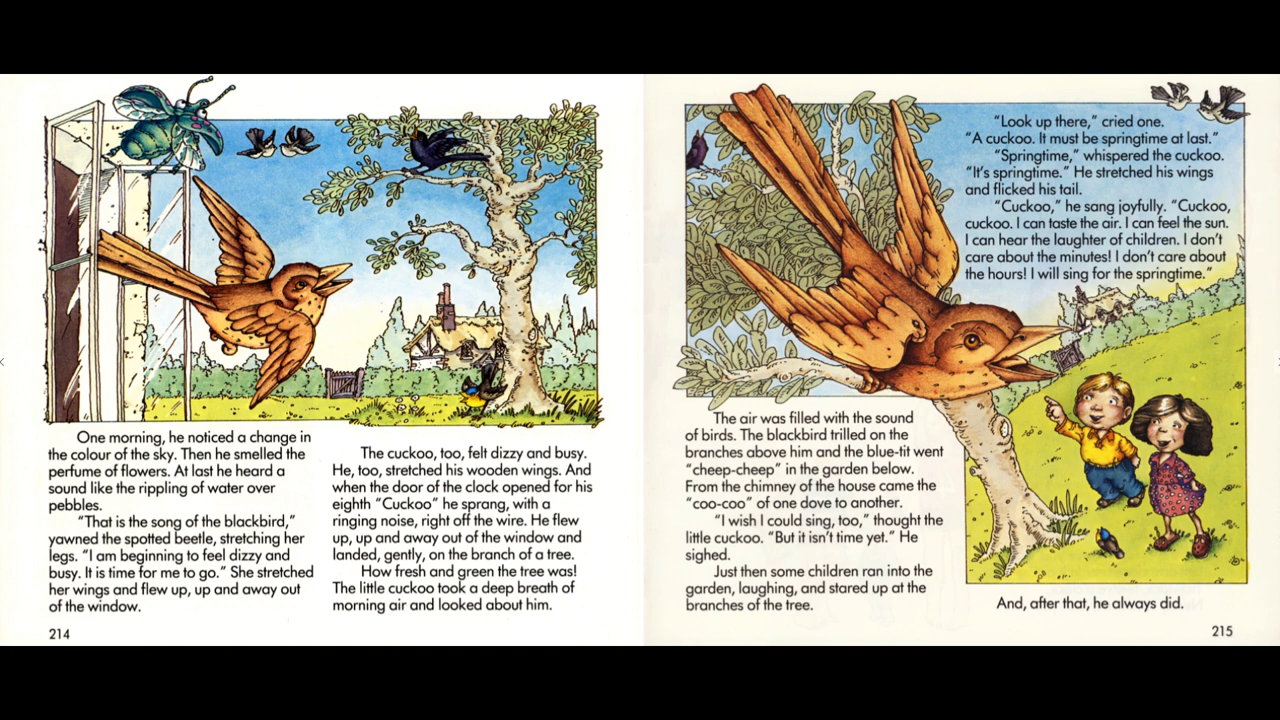 One morning, he noticed a change in
the colour of the sky. Then he smelled the
perfume of flowers. At last he heard a
sound like the rippling of water over
pebbles.
"That is the song of the blackbird,"
yawned the spotted beetle, stretching her
legs. "I am beginning to feel dizzy and
busy. It is time for me to go." She stretched
her wings and flew up, up and away out
of the window.
214
The cuckoo, too, felt dizzy and busy.
He, too, stretched his wooden wings. And
when the door of the clock opened for his
eighth "Cuckoo" he sprang, with a
ringing noise, right off the wire. He flew
up, up and away out of the window and
landed, gently, on the branch of a tree.
How fresh and green the tree was!
The little cuckoo took a deep breath of
morning air and looked about him.
The air was filled with the sound
of birds. The blackbird trilled on the
branches above him and the blue-tit went
"cheep-cheep" in the garden below.
From the chimney of the house came the
"coo-coo" of one dove to another.
"I wish I could sing, too," thought the
little cuckoo. "But it isn't time yet." He
sighed.
Just then some children ran into the
garden, laughing, and stared up at the
branches of the tree.
"Look up there," cried one.
"A cuckoo. It must be springtime at last."
"Springtime," whispered the cuckoo.
"It's springtime." He stretched his wings
and flicked his tail.
"Cuckoo," he sang joyfully. "Cuckoo,
cuckoo. I can taste the air. I can feel the sun.
I can hear the laughter of children. I don't
care about the minutes! I don't care about
the hours! I will sing for the springtime."
And, after that, he always did.
215